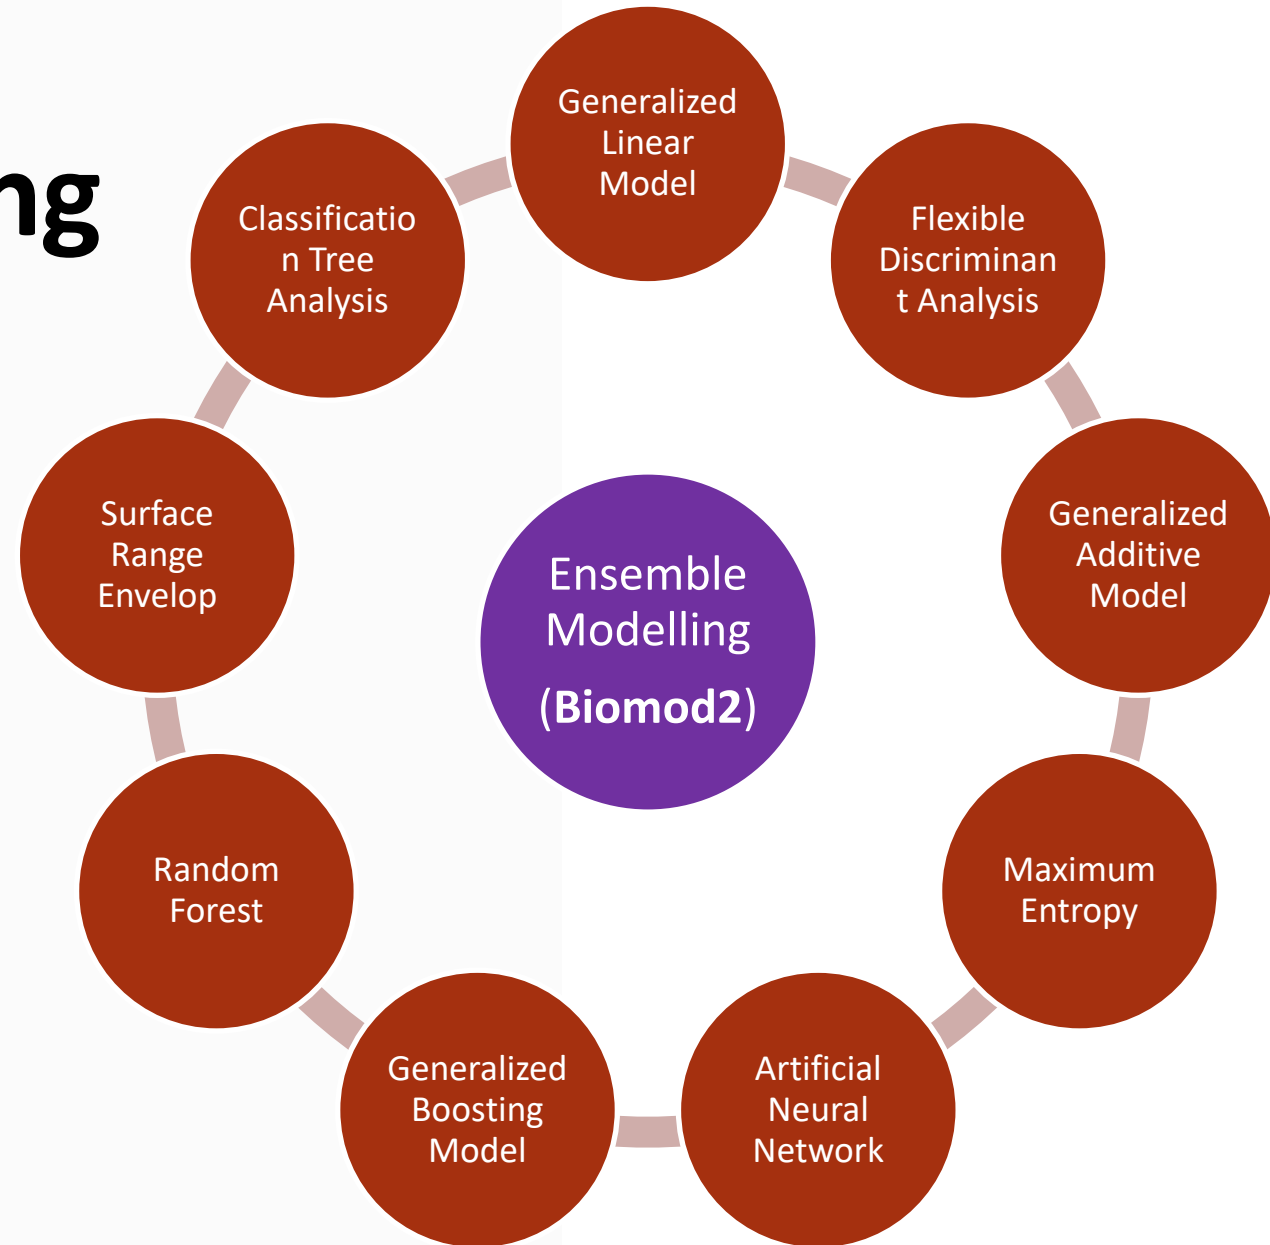 ng
Generalized
Linear
Model
Flexible
Discriminan
t Analysis
Generalized
Additive
Model
Maximum
Entropy
Artificial
Neural
Network
Generalized
Boosting
Model
Random
Forest
Surface
Range
Envelop
Classificatio
n Tree
Analysis
Ensemble
Modelling
(Biomod2)